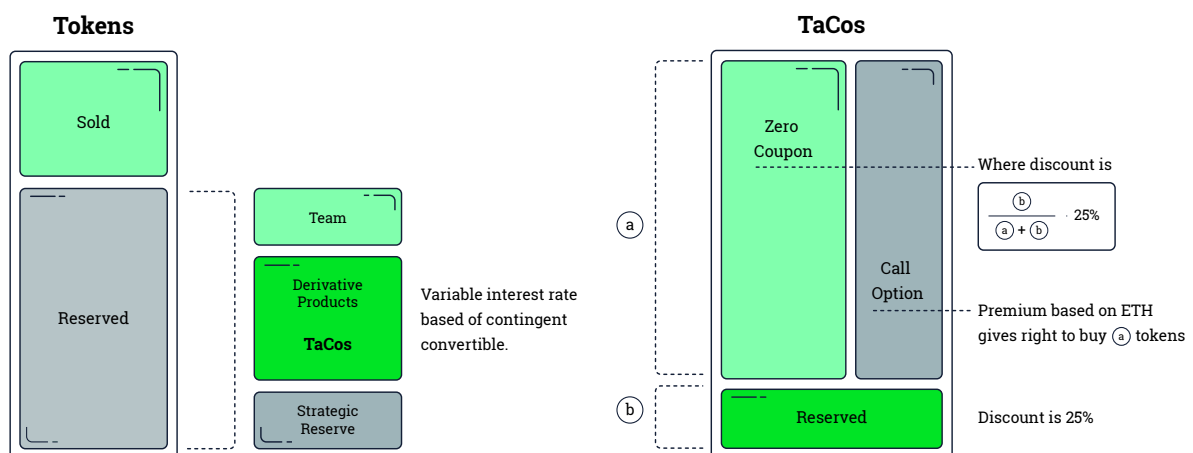 Tokens
Sold
Reserved
Team
Derivative
Products
TaCos
Strategic
Reserve
Variable interest rate
based of contingent
convertible.
TaCos
a
b
Zero
Coupon
Call
Option
Reserved
Where discount is
b
a + b
· 25%
Premium based on ETH
gives right to buy a tokens
Discount is 25%